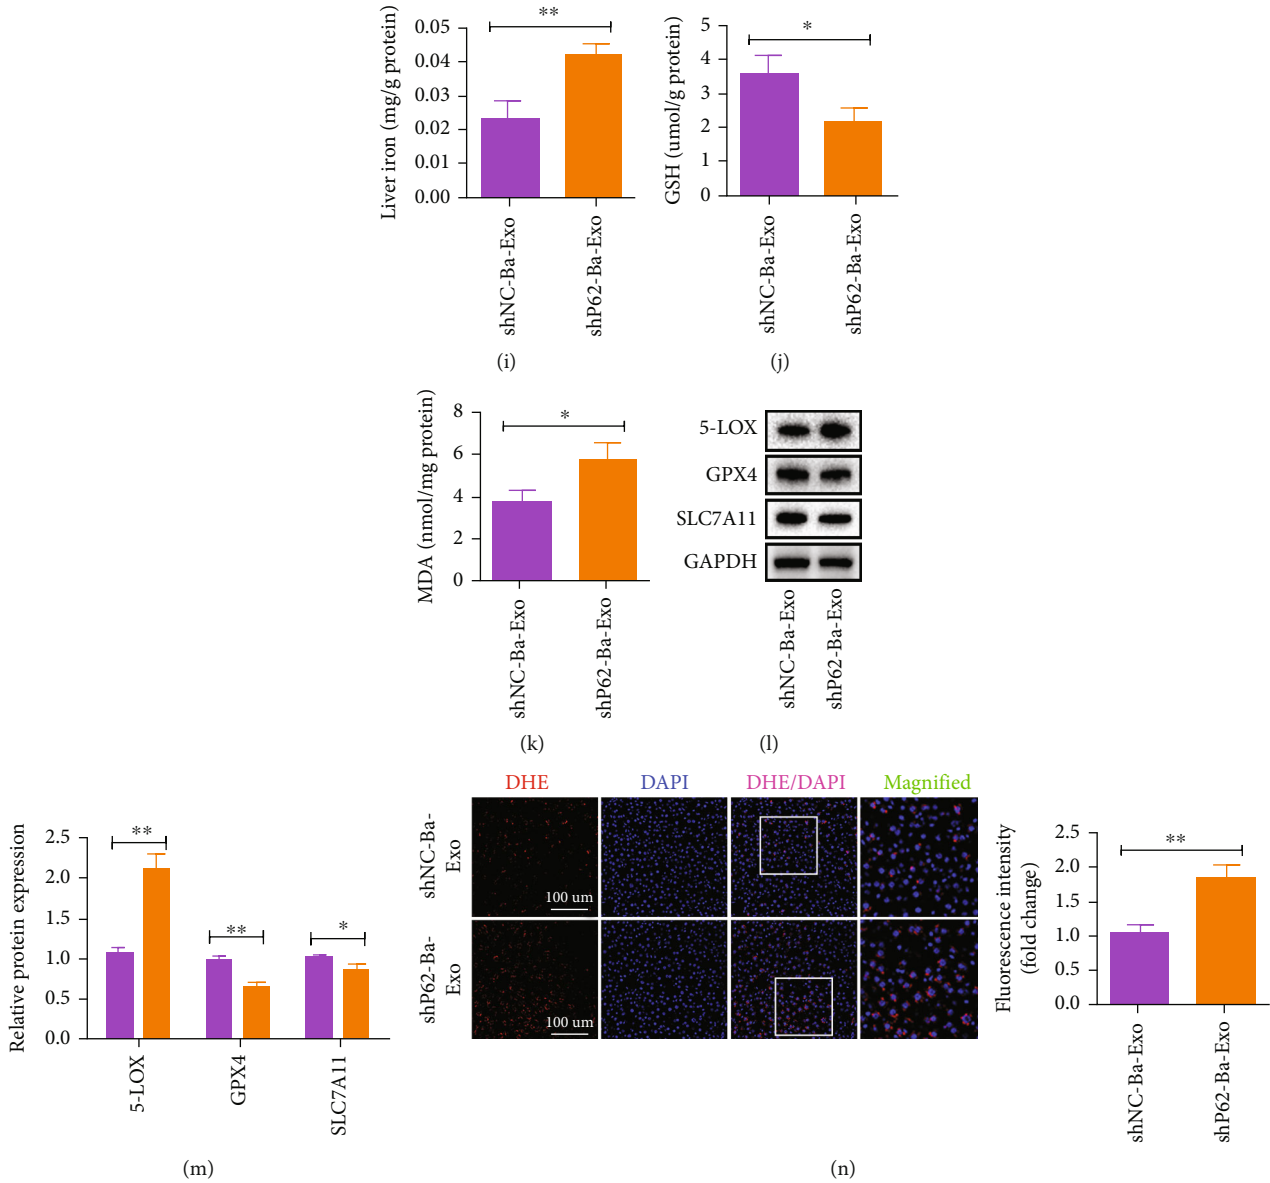 Liver iron (mg/g protein)
0.05
0.04
0.03
0.02
0.01
0.00
**
shNC-Ba-Exo
shP62-Ba-Exo
(i)
GSH (umol/g protein)
5
4
3
2
1
0
*
shNC-Ba-Exo
shP62-Ba-Exo
(j)
MDA (nmol/mg protein)
8
6
4
2
0
*
shNC-Ba-Exo
shP62-Ba-Exo
(k)
5-LOX
GPX4
SLC7A11
GAPDH
shNC-Ba-Exo
shP62-Ba-Exo
(l)
Relative protein expression
2.5
2.0
1.5
1.0
0.5
0.0
**
**
*
5-LOX
GPX4
SLC7A11
(m)
DHE
DAPI
DHE/DAPI
Magnified
shNC-Ba-
Exo
100 um
shP62-Ba-
Exo
100 um
Fluorescence intensity
(fold change)
2.5
2.0
1.5
1.0
0.5
0.0
**
shNC-Ba-Exo
shP62-Ba-Exo
(n)